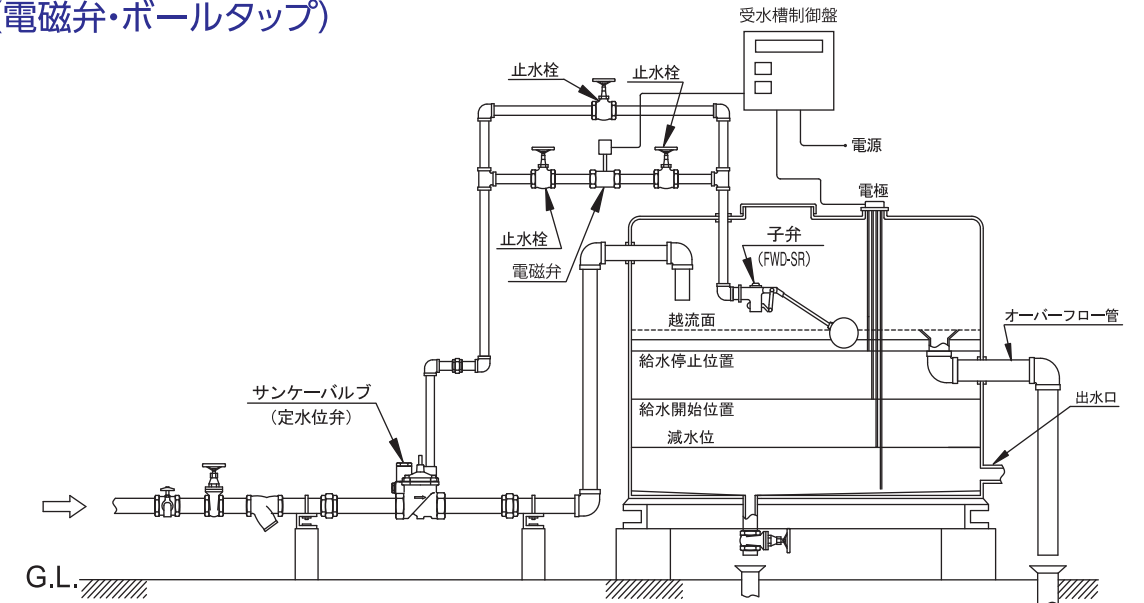 (電磁弁・ボールタップ)
受水槽制御盤
止水栓
止水栓
電源
電極
止水栓
電磁弁
子弁
(FWD-SR)
越流面
オーバーフロー管
給水停止位置
サンケーバルブ
(定水位弁)
給水開始位置
出水口
減水位
G.L.